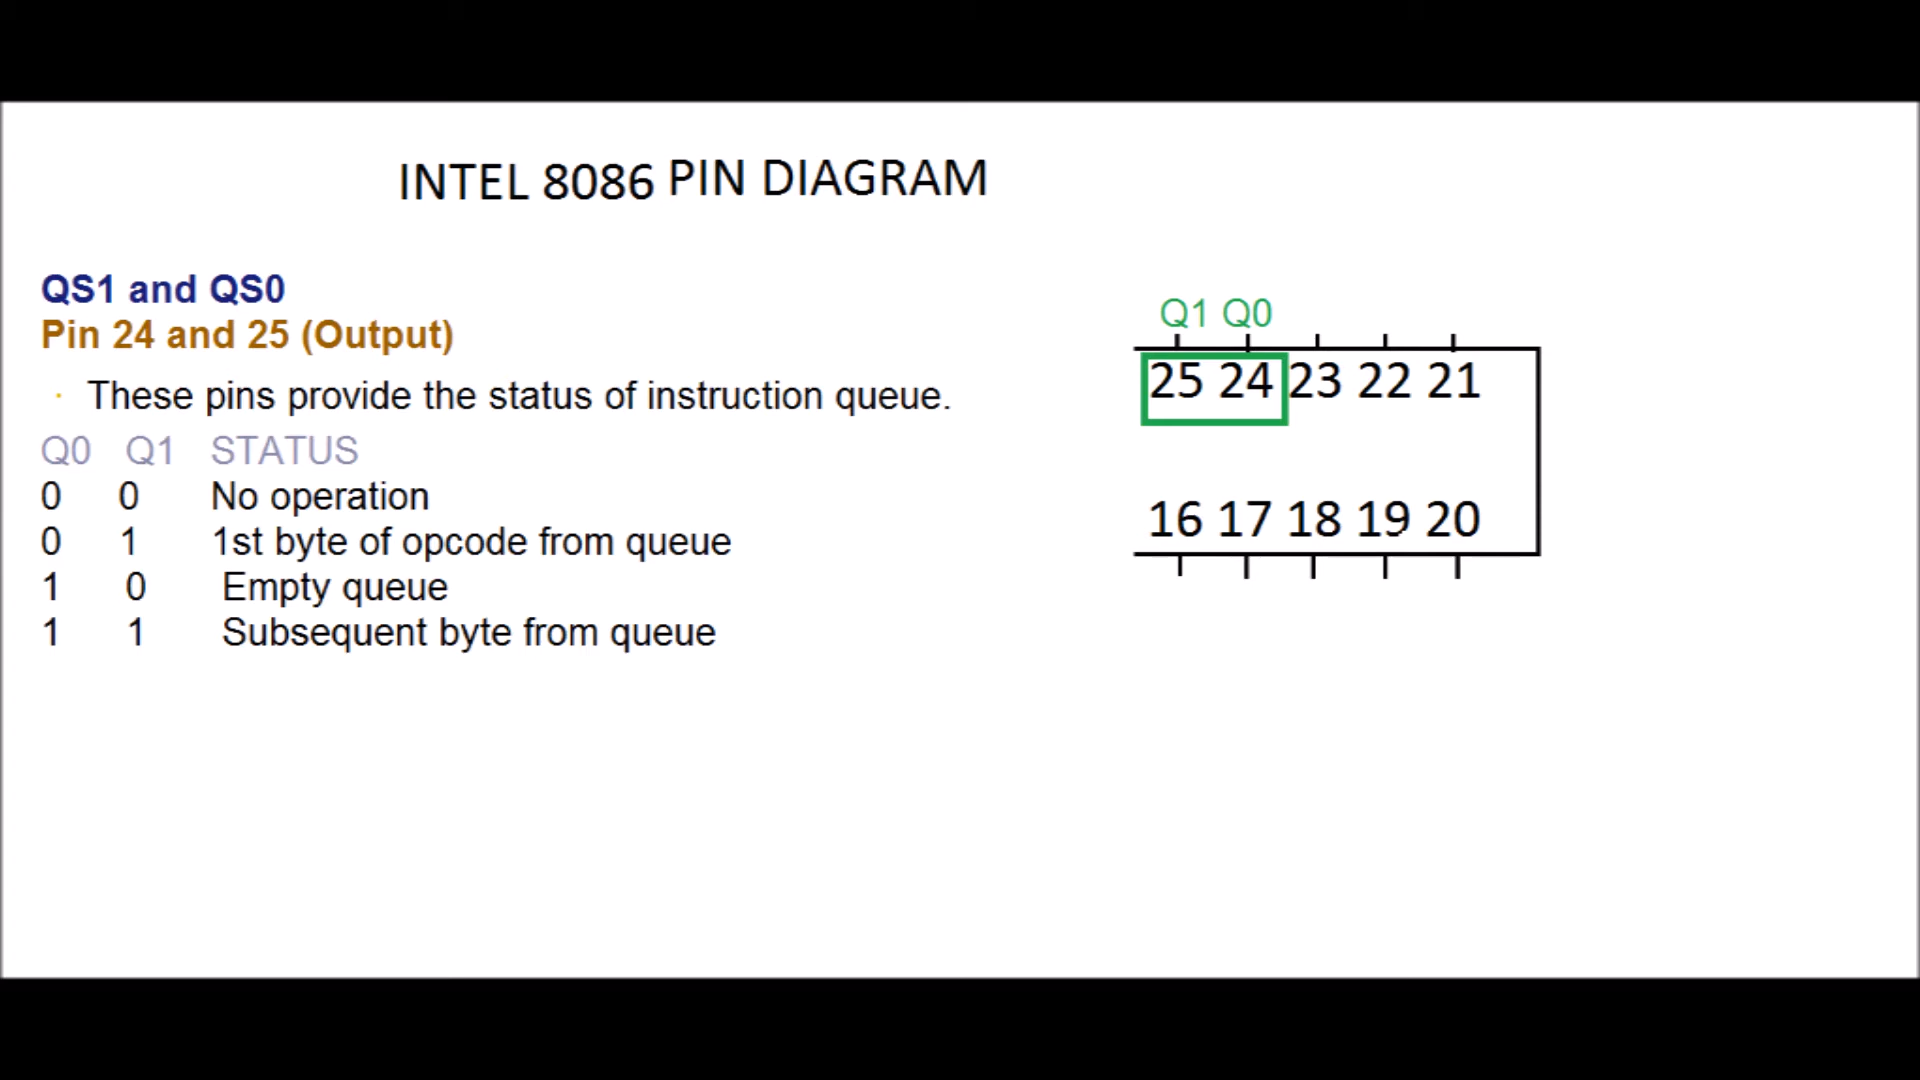 INTEL 8086 PIN DIAGRAM
QS1 and QS0
Pin 24 and 25 (Output)
· These pins provide the status of instruction queue.
Q0 Q1 STATUS
0 0 No operation
0 1 1st byte of opcode from queue
1 0 Empty queue
1 1 Subsequent byte from queue
Q1 Q0
25 24 23 22 21
16 17 18 19 20